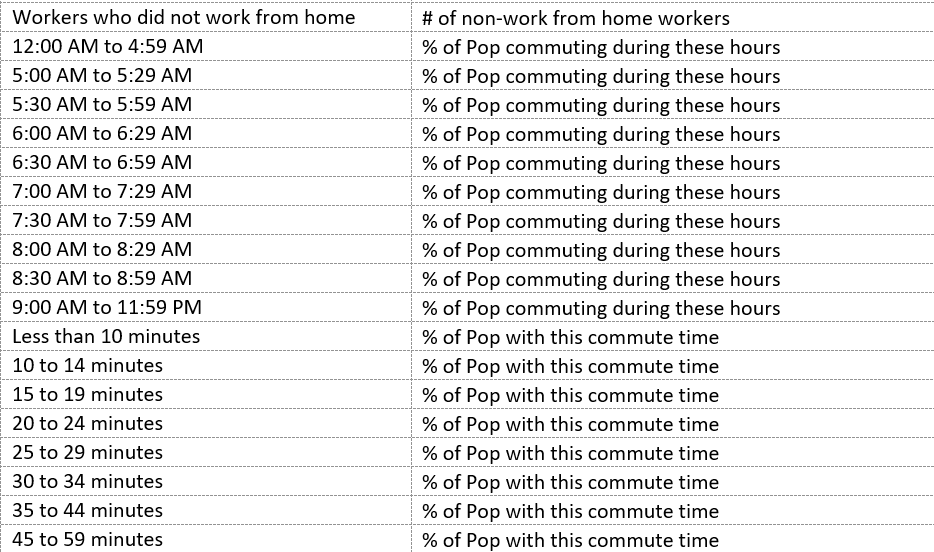 Workers who did not work from home # of non-work from home workers
12:00 AM to 4:59 AM % of Pop commuting during these hours
5:00 AM to 5:29 AM % of Pop commuting during these hours
5:30 AM to 5:59 AM % of Pop commuting during these hours
6:00 AM to 6:29 AM % of Pop commuting during these hours
6:30 AM to 6:59 AM % of Pop commuting during these hours
7:00 AM to 7:29 AM % of Pop commuting during these hours
7:30 AM to 7:59 AM % of Pop commuting during these hours
8:00 AM to 8:29 AM % of Pop commuting during these hours
8:30 AM to 8:59 AM % of Pop commuting during these hours
9:00 AM to 11:59 PM % of Pop commuting during these hours
Less than 10 minutes % of Pop with this commute time
10 to 14 minutes % of Pop with this commute time
15 to 19 minutes % of Pop with this commute time
20 to 24 minutes % of Pop with this commute time
25 to 29 minutes % of Pop with this commute time
30 to 34 minutes % of Pop with this commute time
35 to 44 minutes % of Pop with this commute time
45 to 59 minutes % of Pop with this commute time